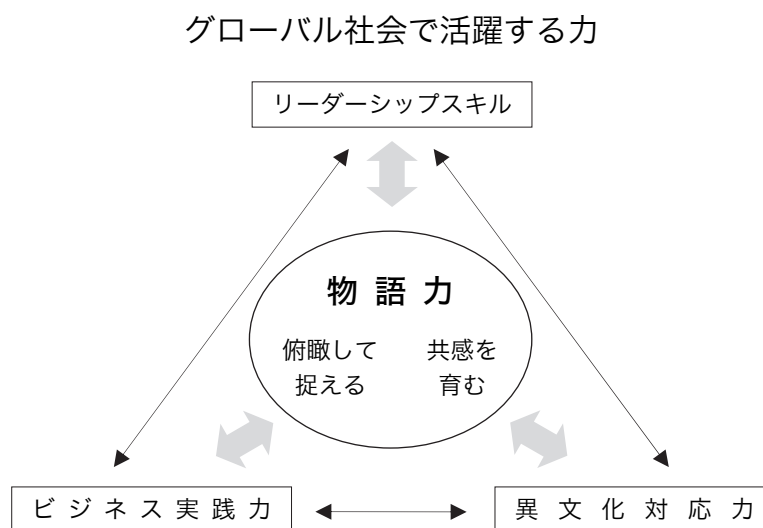 グローバル社会で活躍する力
リーダーシップスキル
物語力
俯瞰して
捉える
共感を
育む
ビジネス実践力
異文化対応力